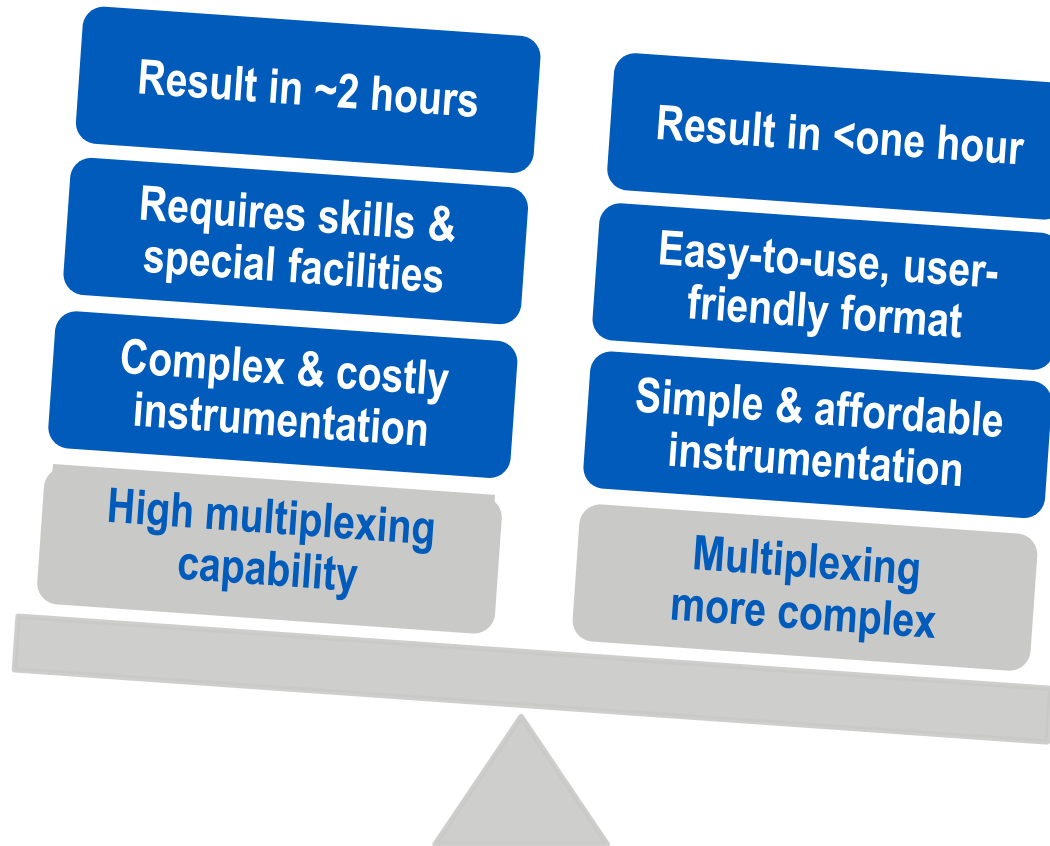 Result in ~2 hours
Requires skills &
special facilities
Complex & costly
instrumentation
High multiplexing
capability
Result in <one hour
Easy-to-use, user-
friendly format
Simple & affordable
instrumentation
Multiplexing
more complex